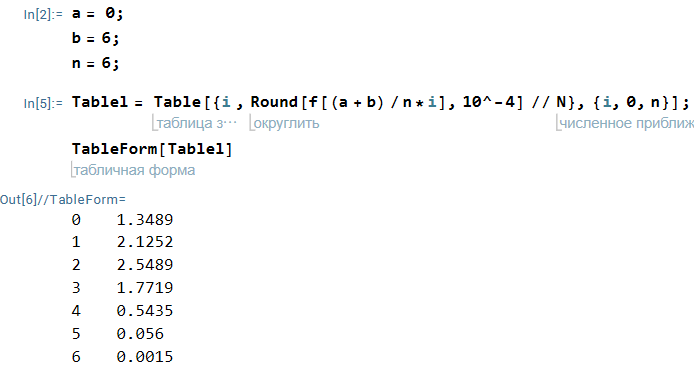 In[2]:= a = 0;
b = 6;
n = 6;
In[5]:= Table1 = Table[{i , Round[f[(a + b) / n * i], 10^-4] // N}, {i, 0, n}];
таблица з⋯ округлить численное приближ
TableForm[Table1]
табличная форма
Out[6]//TableForm=
0 1.3489
1 2.1252
2 2.5489
3 1.7719
4 0.5435
5 0.056
6 0.0015